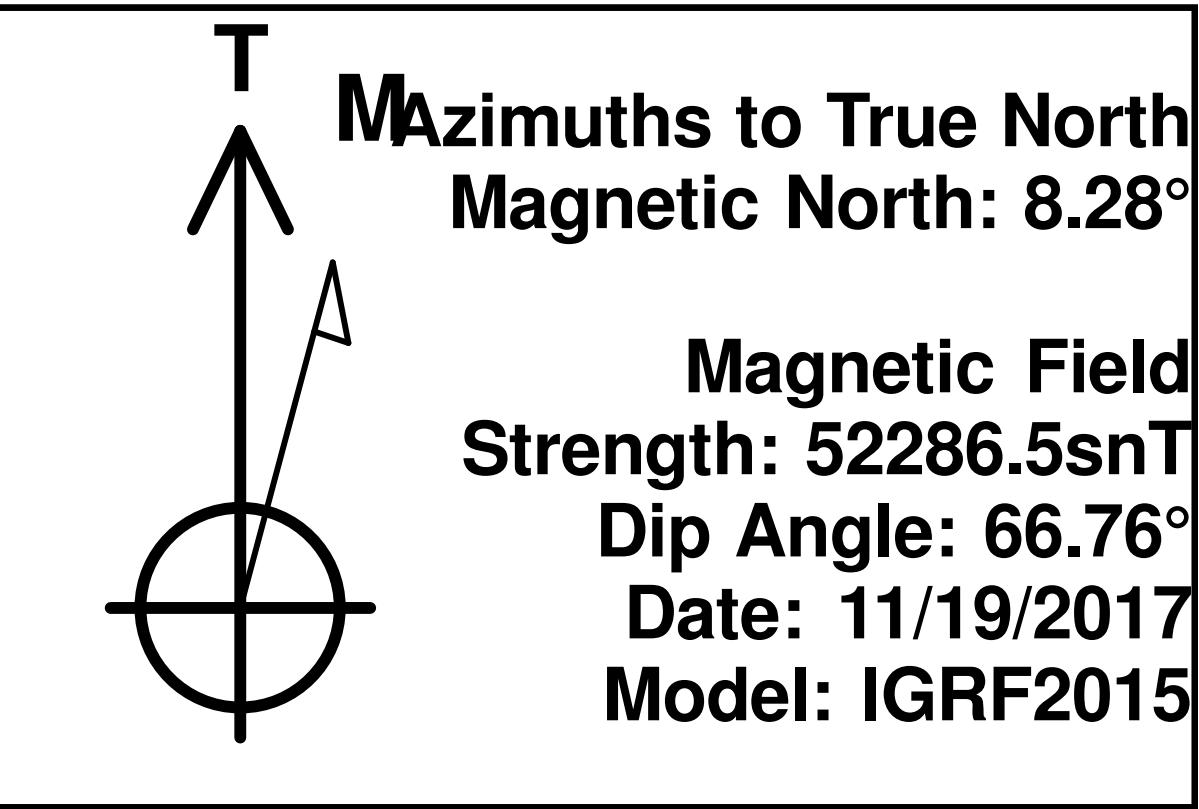 T
M
Azimuths to True North
Magnetic North: 8.28°
Magnetic Field
Strength: 52286.5snT
Dip Angle: 66.76°
Date: 11/19/2017
Model: IGRF2015